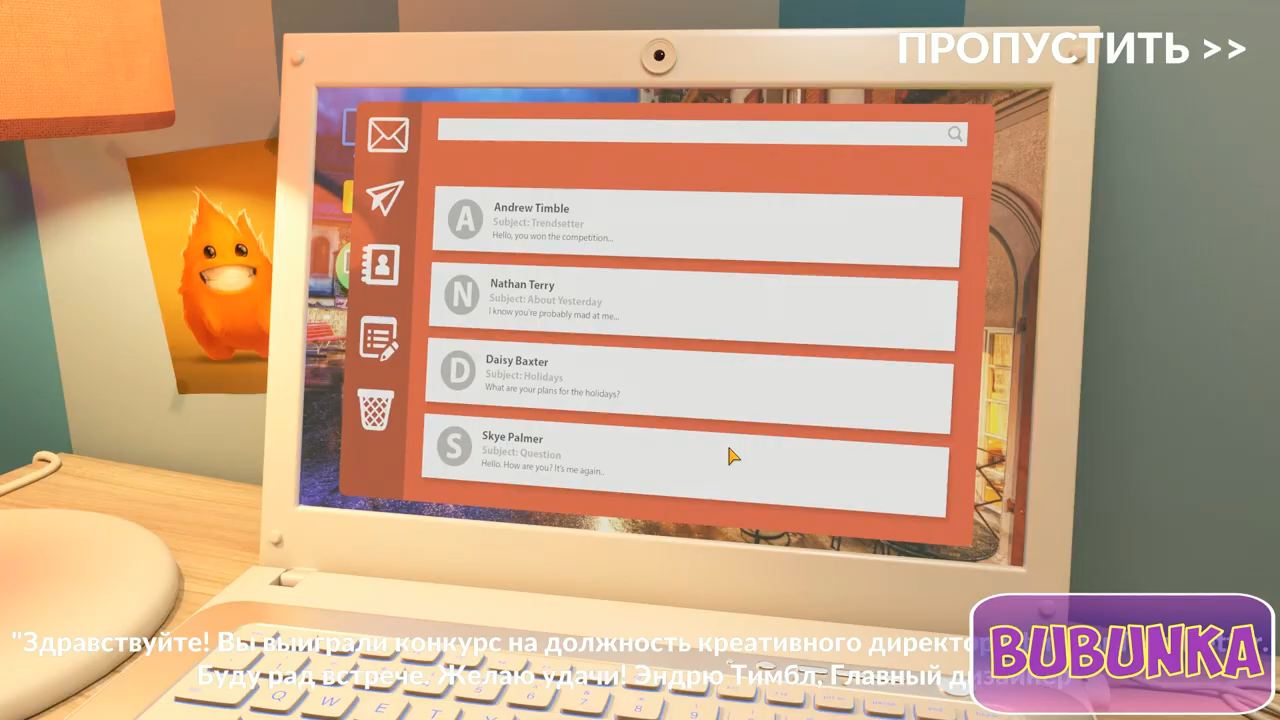 ПРОПУСТИТЬ >>
A
Andrew Timble
Subject: Trendsetter
Hello, you won the competition...
N
Nathan Terry
Subject: About Yesterday
I know you're probably mad at me...
D
Daisy Baxter
Subject: Holidays
What are your plans for the holidays?
S
Skye Palmer
Subject: Question
Hello. How are you? It's me again..
"Здравствуйте! Вы выиграли конкурс на должность креативного
Буду рад встрече. Желаю удачи! Эндрю Тимбл, Главный дизайнер
BUBUNKA
Q W E T